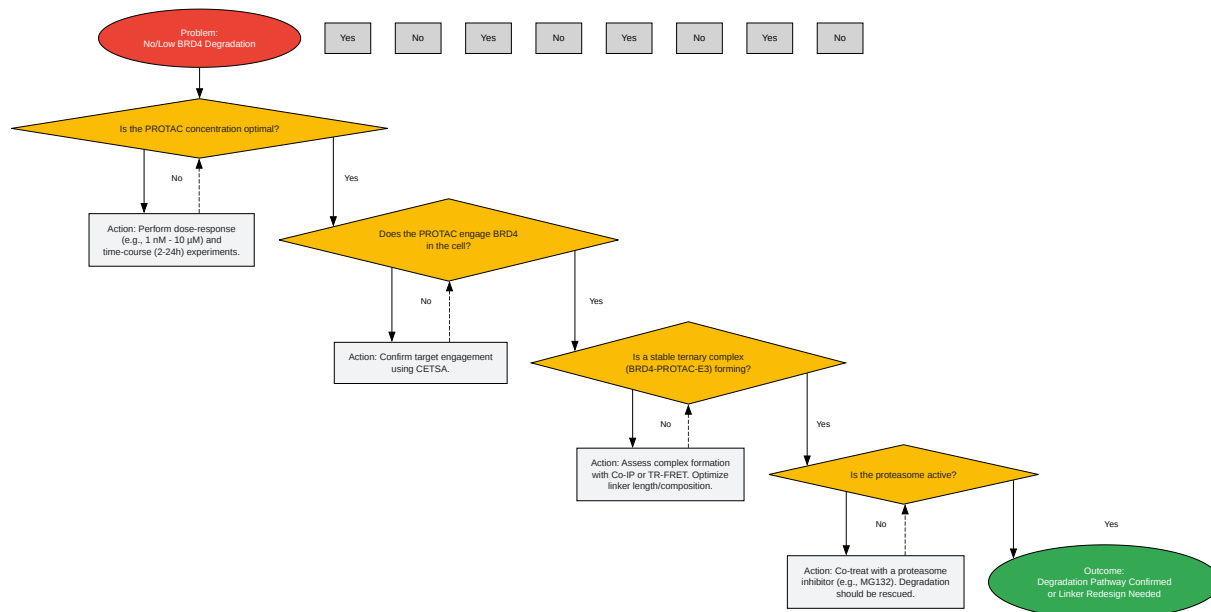 Problem:
No/Low BRD4 Degradation
Yes
No
Yes
No
Yes
No
Yes
No
Is the PROTAC concentration optimal?
No
Yes
Action: Perform dose-response
(e.g., 1 nM - 10 µM) and
time-course (2-24h) experiments.
Does the PROTAC engage BRD4
in the cell?
No
Yes
Action: Confirm target engagement
using CETSA.
Is a stable ternary complex
(BRD4-PROTAC-E3) forming?
No
Yes
Action: Assess complex formation
with Co-IP or TR-FRET. Optimize
linker length/composition.
Is the proteasome active?
No
Yes
Action: Co-treat with a proteasome
inhibitor (e.g., MG132). Degradation
should be rescued.
Outcome:
Degradation Pathway Confirmed
or Linker Redesign Needed